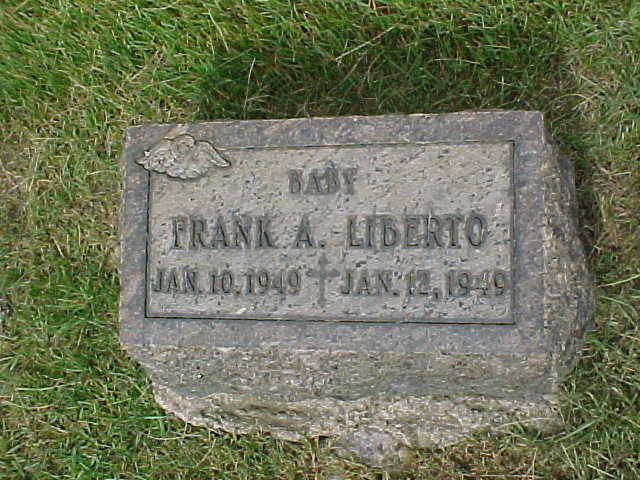 BABY
FRANK A. LIBERTO
JAN. 10, 1949 JAN. 12, 1949